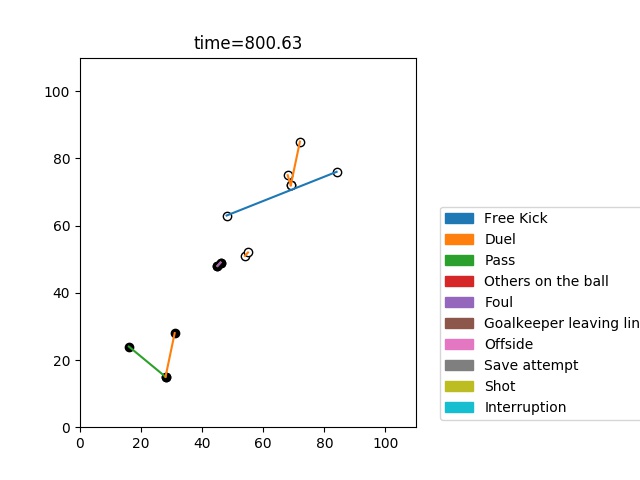 time=800.63
100
80
60
40
20
0
0 20 40 60 80 100
Free Kick
Duel
Pass
Others on the ball
Foul
Goalkeeper leaving lin
Offside
Save attempt
Shot
Interruption